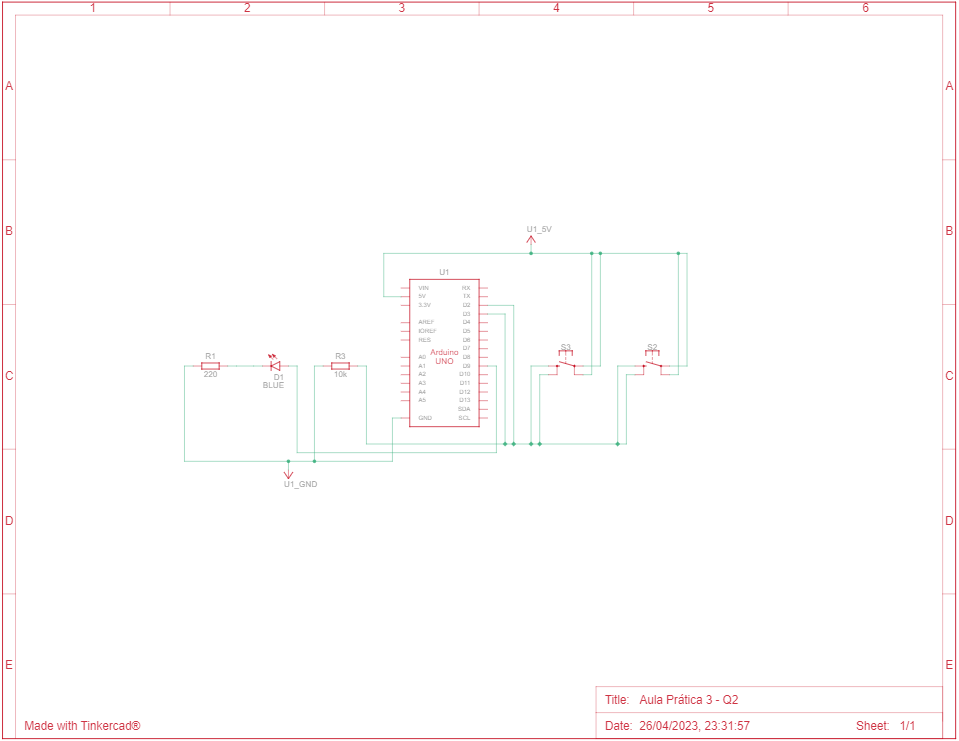 1 2 3 4 5 6
A A
U1_5V
B B
U1
VIN RX
5V TX
3.3V D2
D3
AREF D4
IOREF D5
RES D6
D7
S3 S2
A0 D8
Arduino
UNO
R1 R3
A1 D9
220 D1 10k
BLUE
A2 D10
C C
A3 D11
A4 D12
A5 D13
SDA
GND SCL
U1_GND
D D
E E
Title: Aula Prática 3 - Q2
Made with Tinkercad® Date: 26/04/2023, 23:31:57 Sheet: 1/1